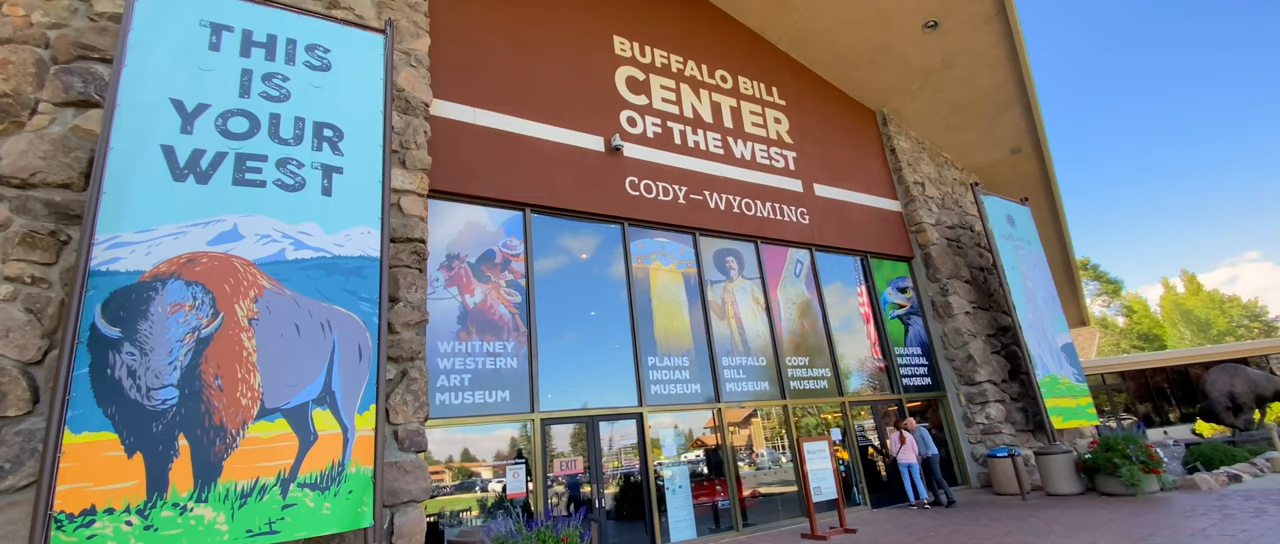 THIS
IS
YOUR
WEST
BUFFALO BILL
CENTER
OF THE WEST
CODY–WYOMING
WHITNEY
WESTERN
ART
MUSEUM
PLAINS
INDIAN
MUSEUM
BUFFALO
BILL
MUSEUM
CODY
FIREARMS
MUSEUM
DRAPER
NATURAL
HISTORY
MUSEUM
EXIT
Welcome